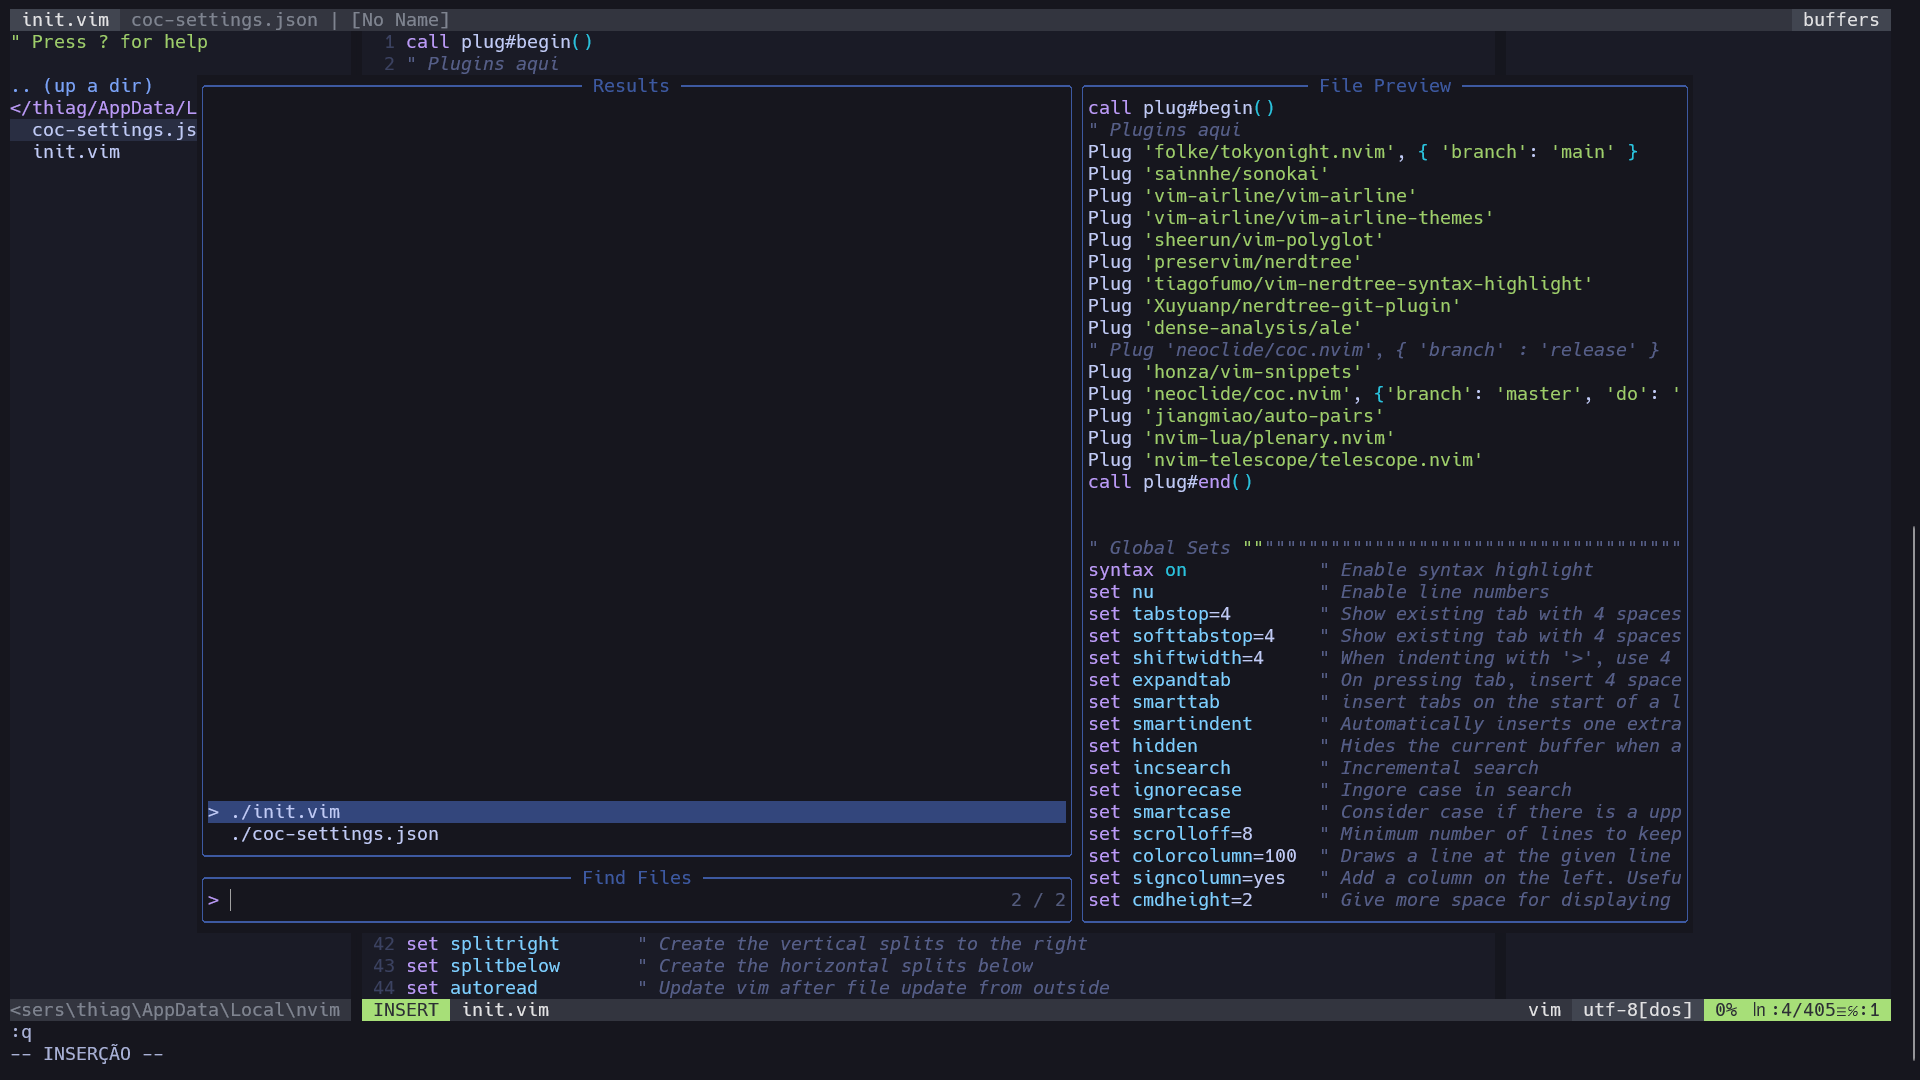 init.vim  coc-settings.json | [No Name]  buffers
" Press ? for help
.. (up a dir)
</thiag/AppData/L
coc-settings.js
init.vim
1 call plug#begin()
2 " Plugins aqui
Results
> ./init.vim
./coc-settings.json
Find Files
>  2 / 2
File Preview
call plug#begin()
" Plugins aqui
Plug 'folke/tokyonight.nvim', { 'branch': 'main' }
Plug 'sainnhe/sonokai'
Plug 'vim-airline/vim-airline'
Plug 'vim-airline/vim-airline-themes'
Plug 'sheerun/vim-polyglot'
Plug 'preservim/nerdtree'
Plug 'tiagofumo/vim-nerdtree-syntax-highlight'
Plug 'Xuyuanp/nerdtree-git-plugin'
Plug 'dense-analysis/ale'
" Plug 'neoclide/coc.nvim', { 'branch' : 'release' }
Plug 'honza/vim-snippets'
Plug 'neoclide/coc.nvim', {'branch': 'master', 'do': '
Plug 'jiangmiao/auto-pairs'
Plug 'nvim-lua/plenary.nvim'
Plug 'nvim-telescope/telescope.nvim'
call plug#end()
" Global Sets """"""""""""""""""""""""""""""""""""""""
syntax on            " Enable syntax highlight
set nu               " Enable line numbers
set tabstop=4        " Show existing tab with 4 spaces
set softtabstop=4    " Show existing tab with 4 spaces
set shiftwidth=4     " When indenting with '>', use 4
set expandtab        " On pressing tab, insert 4 space
set smarttab         " insert tabs on the start of a l
set smartindent      " Automatically inserts one extra
set hidden           " Hides the current buffer when a
set incsearch        " Incremental search
set ignorecase       " Ingore case in search
set smartcase        " Consider case if there is a upp
set scrolloff=8      " Minimum number of lines to keep
set colorcolumn=100  " Draws a line at the given line
set signcolumn=yes   " Add a column on the left. Usefu
set cmdheight=2      " Give more space for displaying
42 set splitright       " Create the vertical splits to the right
43 set splitbelow       " Create the horizontal splits below
44 set autoread         " Update vim after file update from outside
<sers\thiag\AppData\Local\nvim  INSERT  init.vim  vim  utf-8[dos]  0% ㏑:4/405☰℅:1
:q
-- INSERÇÃO --